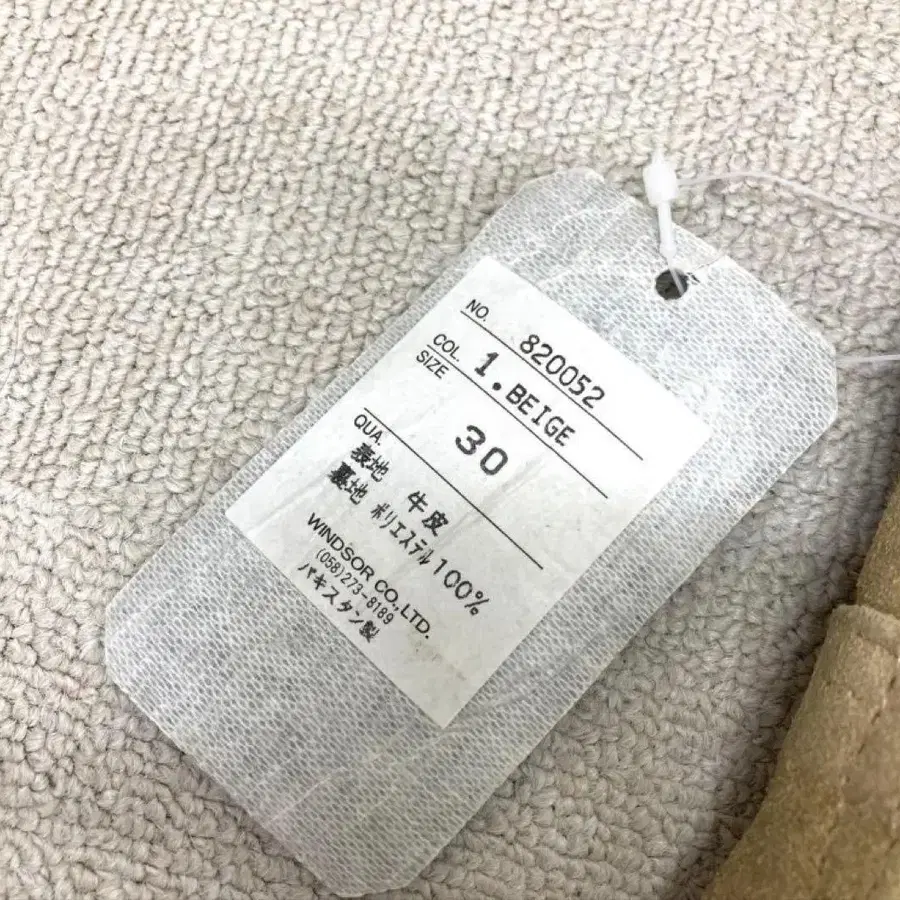 NO. 820052
COL. 1.BEIGE
SIZE 30
QUA.
表地 牛皮
裏地 ポリエステル100%
WINDSOR CO.,LTD.
(058)273-8189
パキスタン製